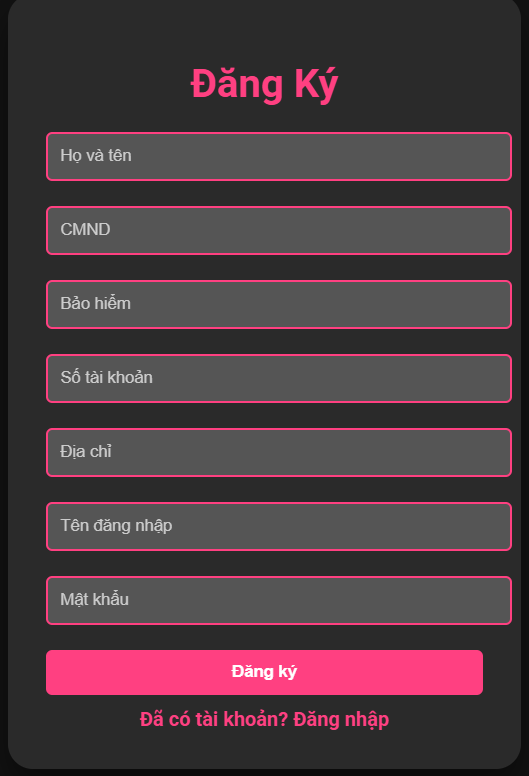 Đăng Ký
Họ và tên
CMND
Bảo hiểm
Số tài khoản
Địa chỉ
Tên đăng nhập
Mật khẩu
Đăng ký
Đã có tài khoản? Đăng nhập